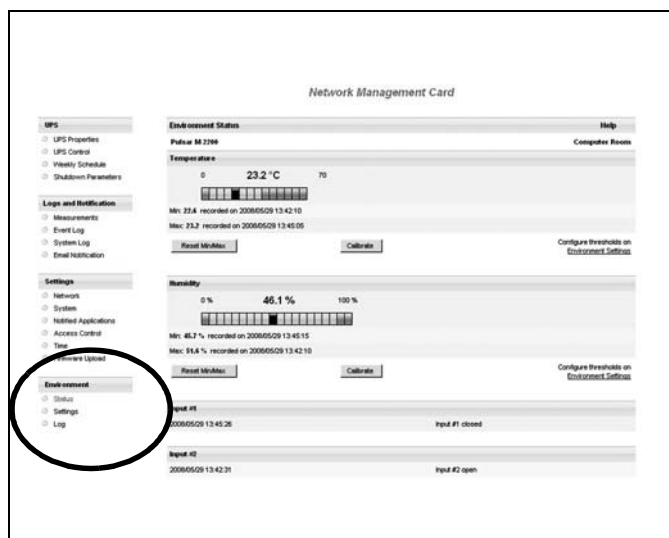 Network Management Card
UPS
UPS Properties
UPS Control
Weekly Schedule
Shutdown Parameters
Logs and Notification
Measurements
Event Log
System Log
Email Notification
Settings
Network
System
Notified Applications
Access Control
Time
Firmware Upload
Environment
Status
Settings
Log
Environment Status Help
Pulsar M 2200 Computer Room
Temperature
0 23.2 °C 70
Min: 22.6 recorded on 2008/05/29 13:42:10
Max: 23.2 recorded on 2008/05/29 13:45:05
Reset Min/Max Calibrate Configure thresholds on
Environment Settings
Humidity
0 % 46.1 % 100 %
Min: 45.7 % recorded on 2008/05/29 13:45:15
Max: 51.6 % recorded on 2008/05/29 13:42:10
Reset Min/Max Calibrate Configure thresholds on
Environment Settings
Input #1
2008/05/29 13:45:26 Input #1 closed
Input #2
2008/05/29 13:42:31 Input #2 open